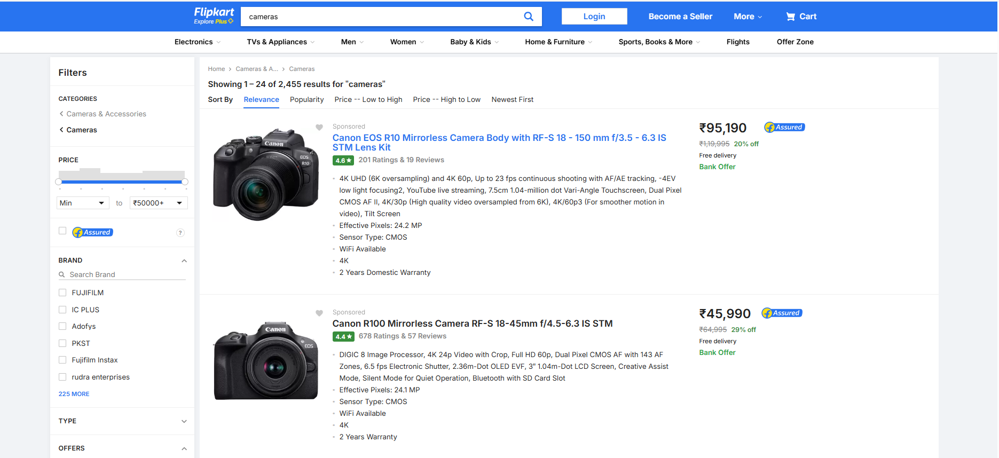 Flipkart
Explore Plus
cameras
Login
Become a Seller
More
Cart
Electronics
TVs & Appliances
Men
Women
Baby & Kids
Home & Furniture
Sports, Books & More
Flights
Offer Zone
Filters
CATEGORIES
Cameras & Accessories
Cameras
PRICE
Min
to
₹50000+
Assured
?
BRAND
Search Brand
FUJIFILM
IC PLUS
Adofys
PKST
Fujifilm Instax
rudra enterprises
225 MORE
TYPE
OFFERS
Home > Cameras & A... > Cameras
Showing 1 – 24 of 2,455 results for "cameras"
Sort By Relevance Popularity Price -- Low to High Price -- High to Low Newest First
Canon
EOS
R10
Sponsored
Canon EOS R10 Mirrorless Camera Body with RF-S 18 - 150 mm f/3.5 - 6.3 IS
STM Lens Kit
4.6★ 201 Ratings & 19 Reviews
4K UHD (6K oversampling) and 4K 60p, Up to 23 fps continuous shooting with AF/AE tracking, -4EV
low light focusing2, YouTube live streaming, 7.5cm 1.04-million dot Vari-Angle Touchscreen, Dual Pixel
CMOS AF II, 4K/30p (High quality video oversampled from 6K), 4K/60p3 (For smoother motion in
video), Tilt Screen
Effective Pixels: 24.2 MP
Sensor Type: CMOS
WiFi Available
4K
2 Years Domestic Warranty
₹95,190
Assured
₹1,19,995 20% off
Free delivery
Bank Offer
Canon
EOS
Sponsored
Canon R100 Mirrorless Camera RF-S 18-45mm f/4.5-6.3 IS STM
4.4★ 678 Ratings & 57 Reviews
DIGIC 8 Image Processor, 4K 24p Video with Crop, Full HD 60p, Dual Pixel CMOS AF with 143 AF
Zones, 6.5 fps Electronic Shutter, 2.36m-Dot OLED EVF, 3" 1.04m-Dot LCD Screen, Creative Assist
Mode, Silent Mode for Quiet Operation, Bluetooth with SD Card Slot
Effective Pixels: 24.1 MP
Sensor Type: CMOS
WiFi Available
4K
2 Years Warranty
₹45,990
Assured
₹64,995 29% off
Free delivery
Bank Offer